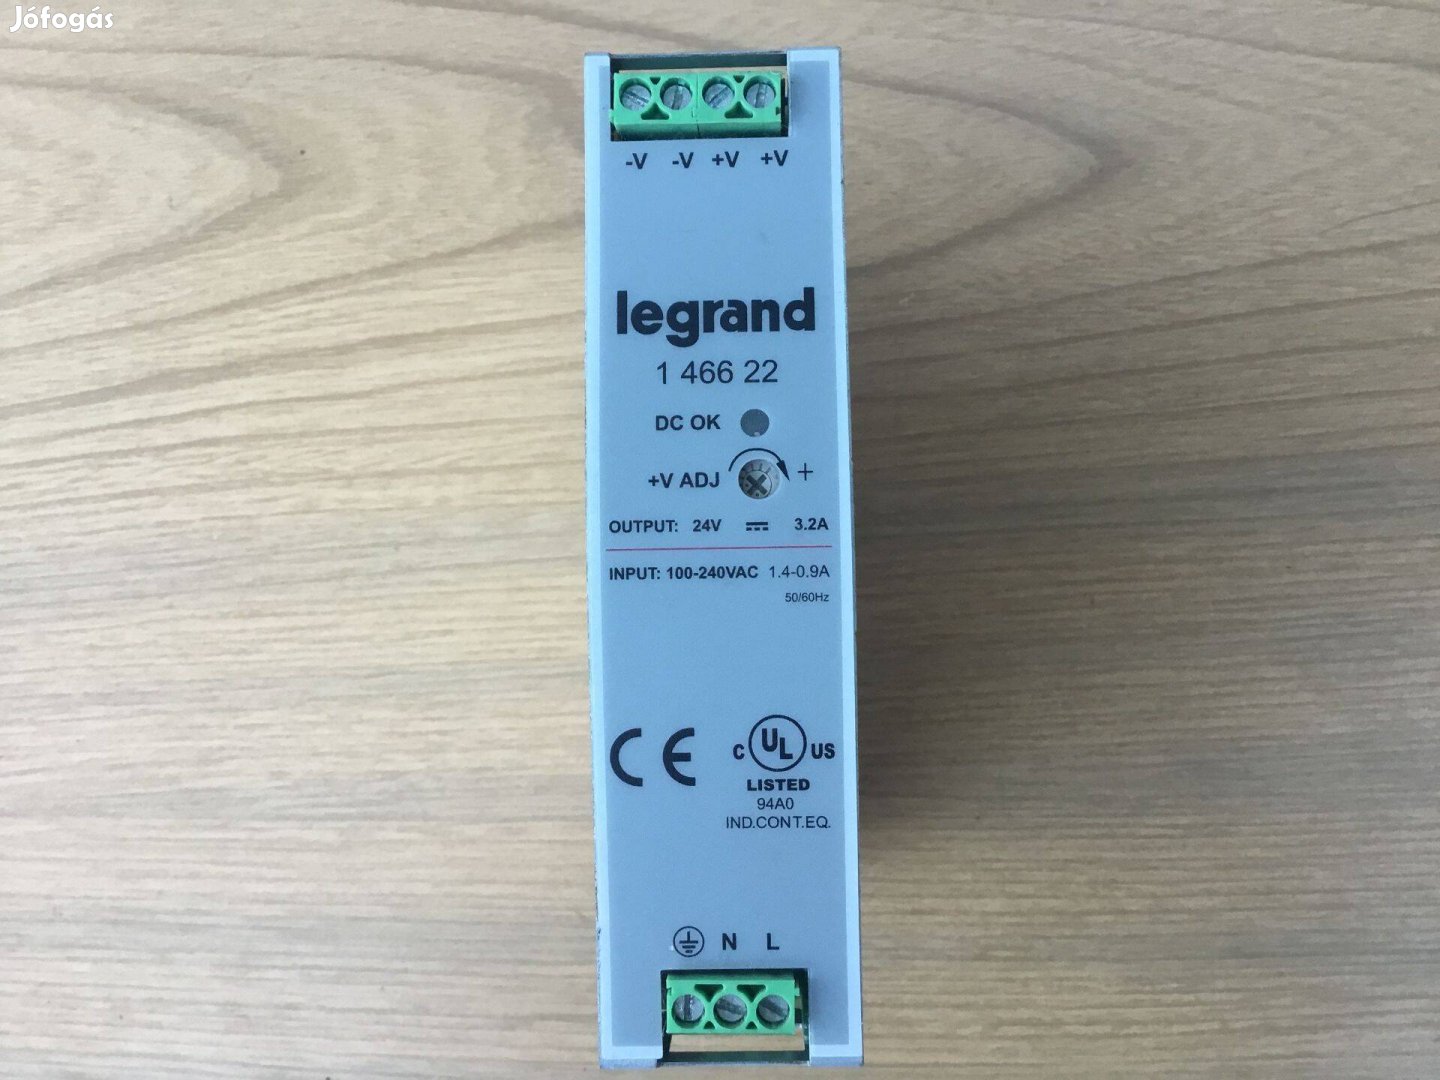 Jófogás
-V -V +V +V
legrand
1 466 22
DC OK
+V ADJ +
OUTPUT: 24V 3.2A
INPUT: 100-240VAC 1.4-0.9A
50/60Hz
CE
C UL US
LISTED
94A0
IND.CONT.EQ.
N L